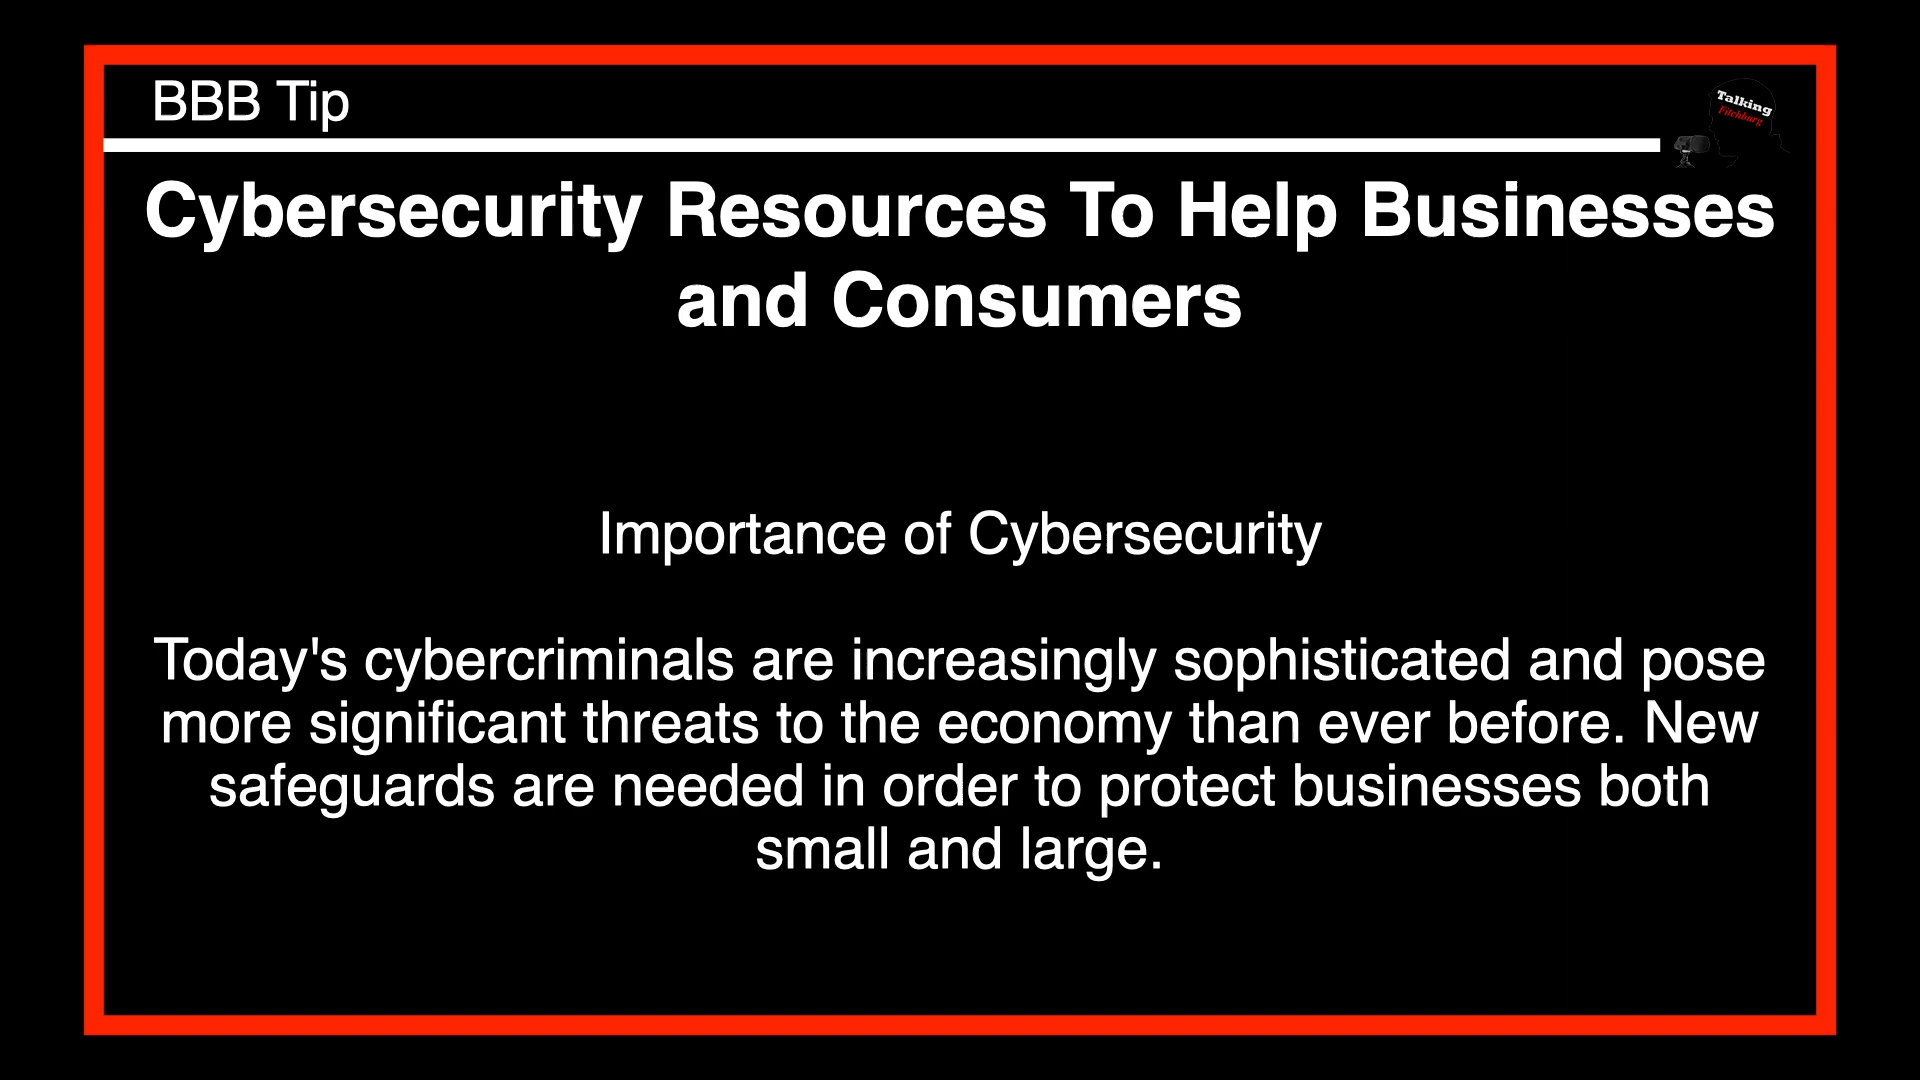 BBB Tip
Talking
Fitchburg
Cybersecurity Resources To Help Businesses
and Consumers
Importance of Cybersecurity
Today's cybercriminals are increasingly sophisticated and pose
more significant threats to the economy than ever before. New
safeguards are needed in order to protect businesses both
small and large.